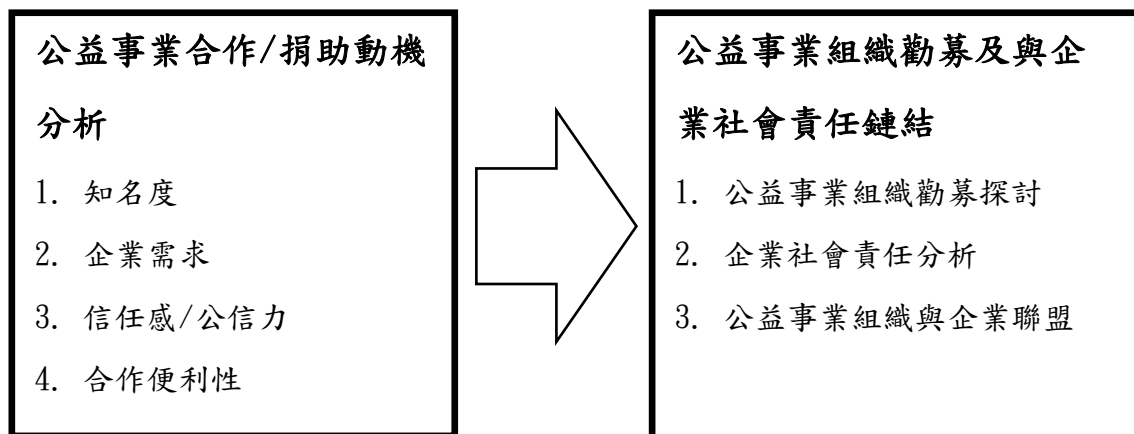 公益事業合作/捐助動機
分析
1. 知名度
2. 企業需求
3. 信任感/公信力
4. 合作便利性
公益事業組織勸募及與企
業社會責任鏈結
1. 公益事業組織勸募探討
2. 企業社會責任分析
3. 公益事業組織與企業聯盟